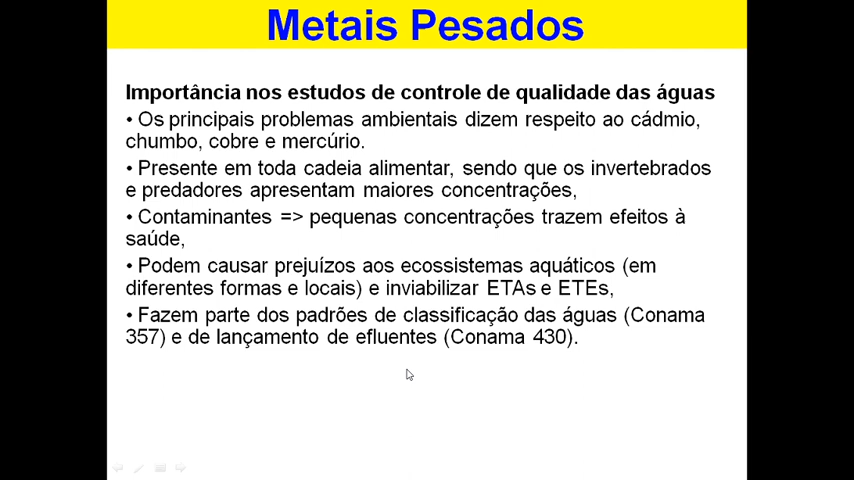 Metais Pesados
Importância nos estudos de controle de qualidade das águas
• Os principais problemas ambientais dizem respeito ao cádmio,
chumbo, cobre e mercúrio.
• Presente em toda cadeia alimentar, sendo que os invertebrados
e predadores apresentam maiores concentrações,
• Contaminantes => pequenas concentrações trazem efeitos à
saúde,
• Podem causar prejuízos aos ecossistemas aquáticos (em
diferentes formas e locais) e inviabilizar ETAs e ETEs,
• Fazem parte dos padrões de classificação das águas (Conama
357) e de lançamento de efluentes (Conama 430).